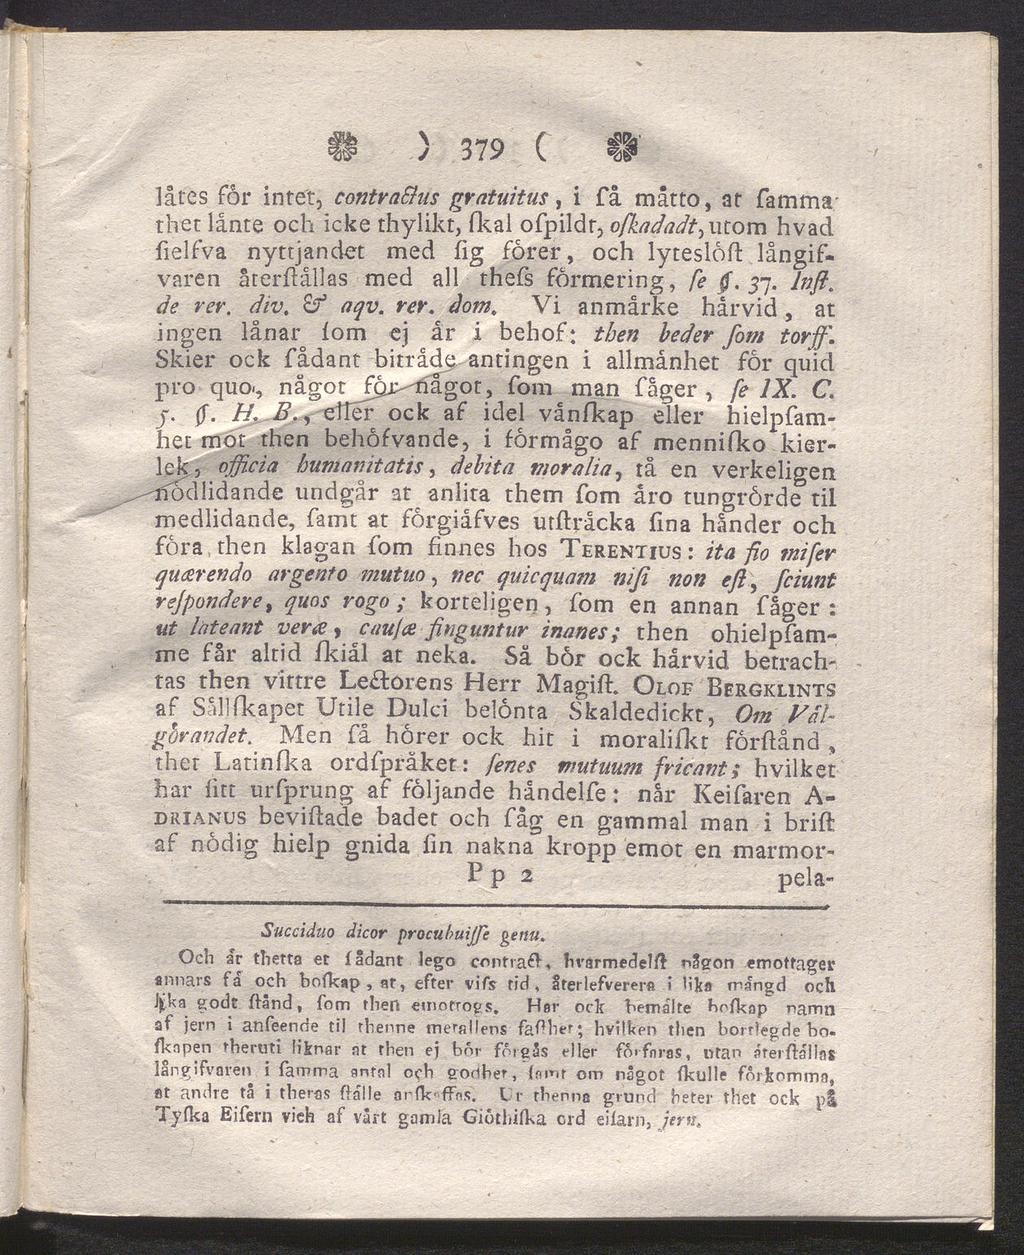 ❁ ) 379 ( ❁
låtes för intet, contractus gratuitus, i så måtto, at samma
thet lånte och icke thylikt, skal ospildt, oskadadt, utom hvad
sielfva nyttjandet med sig förer, och lyteslöst långif-
varen återställas med all thess förmering, se §. 37. Inst.
de rer. div. & aqv. rer. dom. Vi anmärke härvid, at
ingen lånar som ej är i behof: then beder som torff.
Skier ock sådant biträde antingen i allmänhet för quid
pro quo, något för något, som man säger, se IX. C.
5. §. H. B., eller ock af idel vänskap eller hielpsam-
het mot then behöfvande, i förmågo af mennisko kier-
lek, officia humanitatis, debita moralia, tå en verkeligen
nödlidande undgår at anlita them som äro tungrörde til
medlidande, samt at förgiäfves utsträcka sina händer och
föra then klagan som finnes hos TERENTIUS: ita fio miser
quærendo argento mutuo, nec quicquam nisi non est, sciunt
respondere, quos rogo; korteligen, som en annan säger:
ut lateant veræ, causæ finguntur inanes; then ohielpsam-
me får altid skiäl at neka. Så bör ock härvid betrach-
tas then vittre Lectorens Herr Magist. OLOF BERGKLINTS
af Sällskapet Utile Dulci belönta Skaldedickt, Om Väl-
görandet. Men så hörer ock hit i moraliskt förstånd,
thet Latinska ordspråket: senes mutuum fricant; hvilket
har sitt ursprung af följande händelse: når Keisaren A-
DRIANUS bevistade badet och såg en gammal man i brist
af nödig hielp gnida sin nakna kropp emot en marmor-
P p 2 pela-
Succiduo dicor procubuisse genu.
Och är thetta et sådant lego contract, hvarmedelst någon emottager
annars få och boskap, at, efter viss tid, återlefverera i lika mängd och
lika godt stånd, som then emottogs. Har ock bemälte boskap namn
af jern i anseende til thenne metallens fasthet; hvilken then bortlegde bo-
skapen theruti liknar at then ej bör förgås eller förfaras, utan återställas
långifvaren i samma antal och godhet, samt om något skulle förkomma,
at andre tå i theras ställe anskaffas. Ur thenna grund heter thet ock på
Tyska Eisern vieh af vårt gamla Giöthiska ord eisarn, jern.